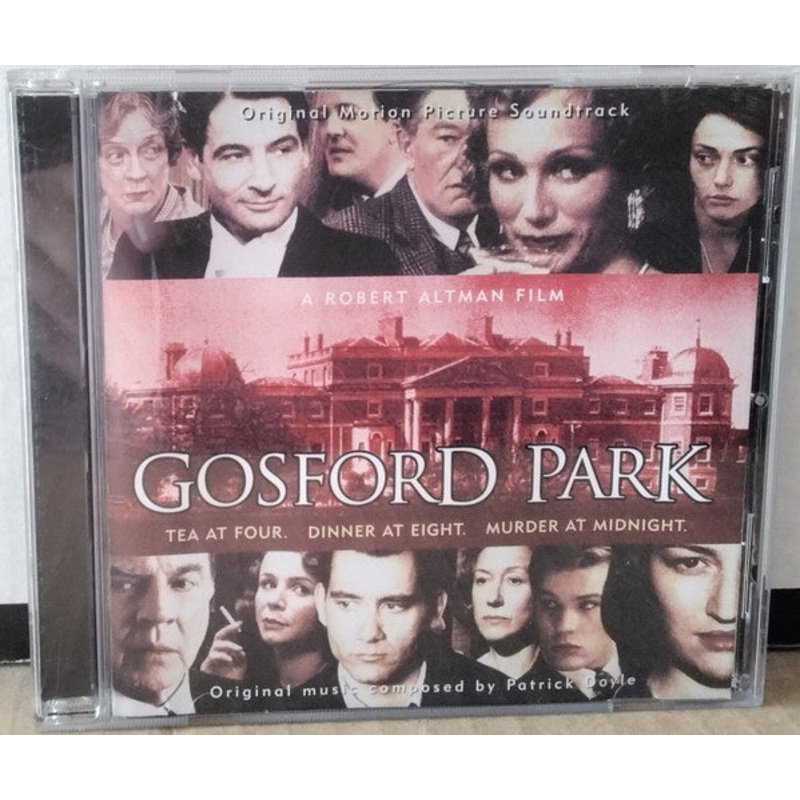 Original Motion Picture Soundtrack
A ROBERT ALTMAN FILM
GOSFORD PARK
TEA AT FOUR. DINNER AT EIGHT. MURDER AT MIDNIGHT.
Original music composed by Patrick Doyle